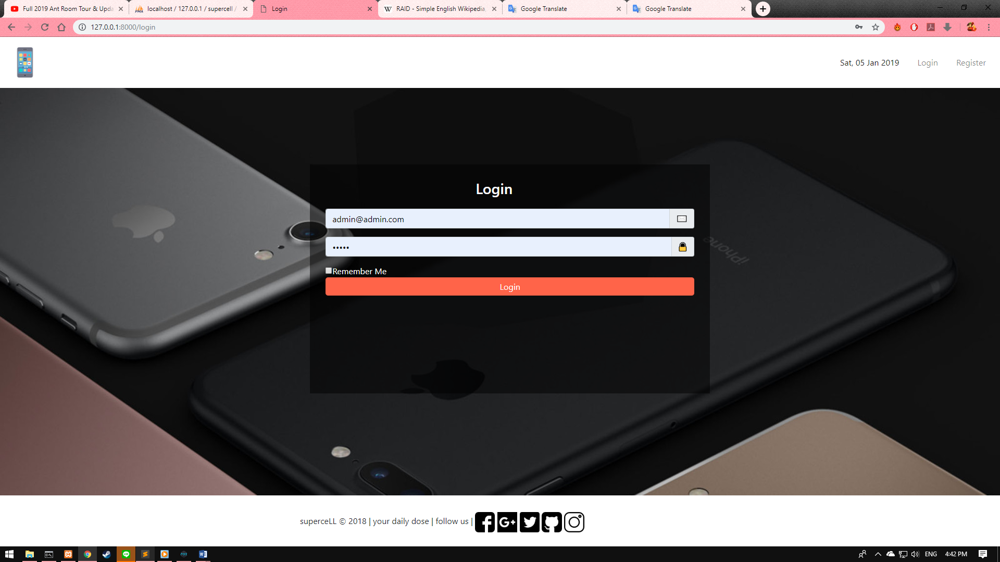 Full 2019 Ant Room Tour & Upda
localhost / 127.0.0.1 / supercell /
Login
RAID - Simple English Wikipedia,
Google Translate
Google Translate
127.0.0.1:8000/login
Sat, 05 Jan 2019
Login
Register
iPhone
Login
admin@admin.com
•••••
Remember Me
Login
superceLL © 2018 | your daily dose | follow us |
ENG
4:42 PM